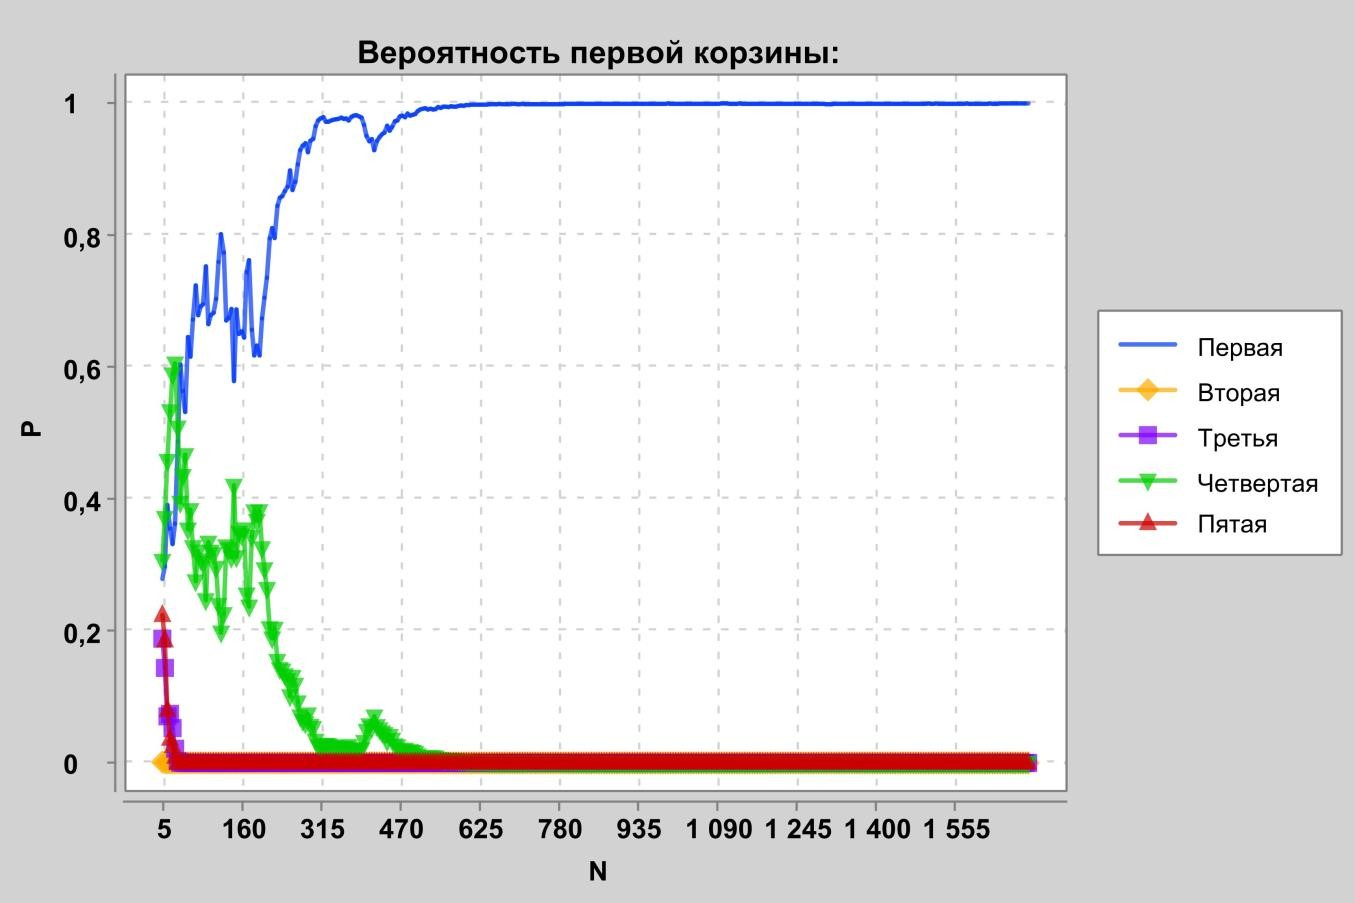 Вероятность первой корзины:
1
0,8
0,6
0,4
0,2
0
P
5 160 315 470 625 780 935 1 090 1 245 1 400 1 555
N
Первая
Вторая
Третья
Четвертая
Пятая